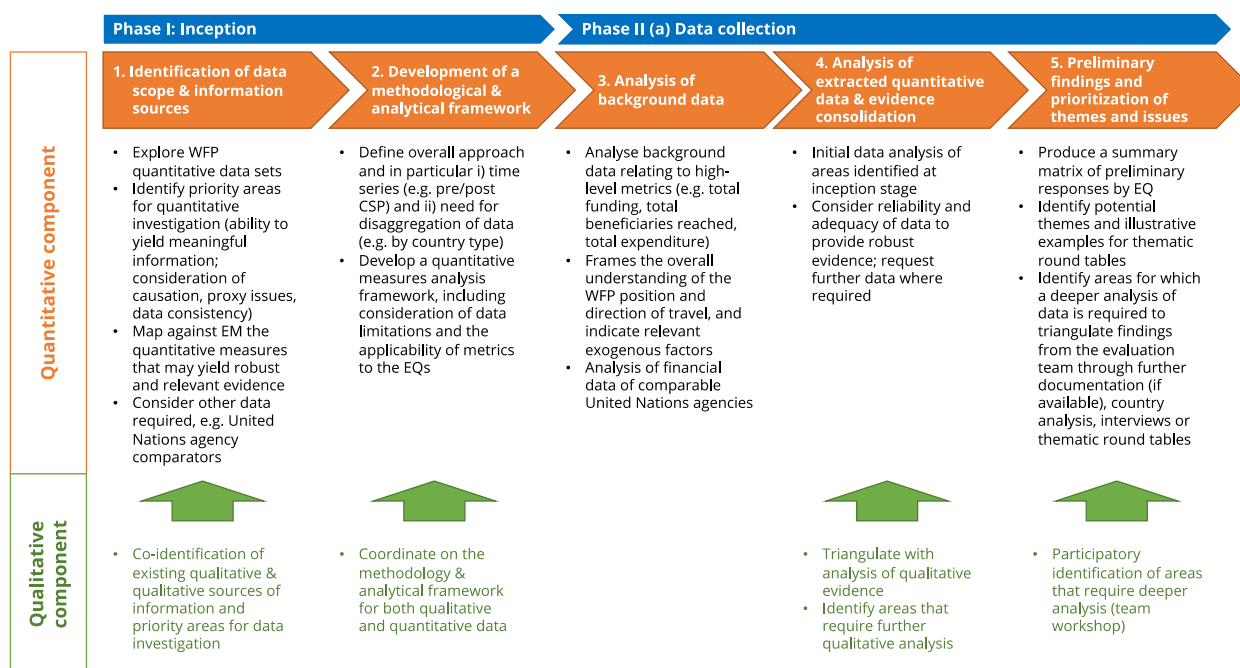 Phase I: Inception
Phase II (a) Data collection
Quantitative component
1. Identification of data
scope & information
sources
2. Development of a
methodological &
analytical framework
3. Analysis of
background data
4. Analysis of
extracted quantitative
data & evidence
consolidation
5. Preliminary
findings and
prioritization of
themes and issues
• Explore WFP
quantitative data sets
• Identify priority areas
for quantitative
investigation (ability to
yield meaningful
information;
consideration of
causation, proxy issues,
data consistency)
• Map against EM the
quantitative measures
that may yield robust
and relevant evidence
• Consider other data
required, e.g. United
Nations agency
comparators
• Define overall approach
and in particular i) time
series (e.g. pre/post
CSP) and ii) need for
disaggregation of data
(e.g. by country type)
• Develop a quantitative
measures analysis
framework, including
consideration of data
limitations and the
applicability of metrics
to the EQs
• Analyse background
data relating to high-
level metrics (e.g. total
funding, total
beneficiaries reached,
total expenditure)
• Frames the overall
understanding of the
WFP position and
direction of travel, and
indicate relevant
exogenous factors
• Analysis of financial
data of comparable
United Nations agencies
• Initial data analysis of
areas identified at
inception stage
• Consider reliability and
adequacy of data to
provide robust
evidence; request
further data where
required
• Produce a summary
matrix of preliminary
responses by EQ
• Identify potential
themes and illustrative
examples for thematic
round tables
• Identify areas for which
a deeper analysis of
data is required to
triangulate findings
from the evaluation
team through further
documentation (if
available), country
analysis, interviews or
thematic round tables
Qualitative
component
• Co-identification of
existing qualitative &
qualitative sources of
information and
priority areas for data
investigation
• Coordinate on the
methodology &
analytical framework
for both qualitative
and quantitative data
• Triangulate with
analysis of qualitative
evidence
• Identify areas that
require further
qualitative analysis
• Participatory
identification of areas
that require deeper
analysis (team
workshop)